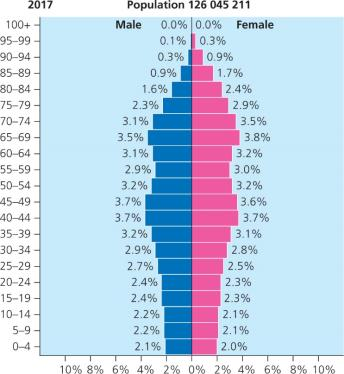 2017 Population 126 045 211
Male Female
100+ 0.0% 0.0%
95–99 0.1% 0.3%
90–94 0.3% 0.9%
85–89 0.9% 1.7%
80–84 1.6% 2.4%
75–79 2.3% 2.9%
70–74 3.1% 3.5%
65–69 3.5% 3.8%
60–64 3.1% 3.2%
55–59 2.9% 3.0%
50–54 3.2% 3.2%
45–49 3.7% 3.6%
40–44 3.7% 3.7%
35–39 3.2% 3.1%
30–34 2.9% 2.8%
25–29 2.7% 2.5%
20–24 2.4% 2.3%
15–19 2.4% 2.3%
10–14 2.2% 2.1%
5–9 2.2% 2.1%
0–4 2.1% 2.0%
10% 8% 6% 4% 2% 0% 2% 4% 6% 8% 10%